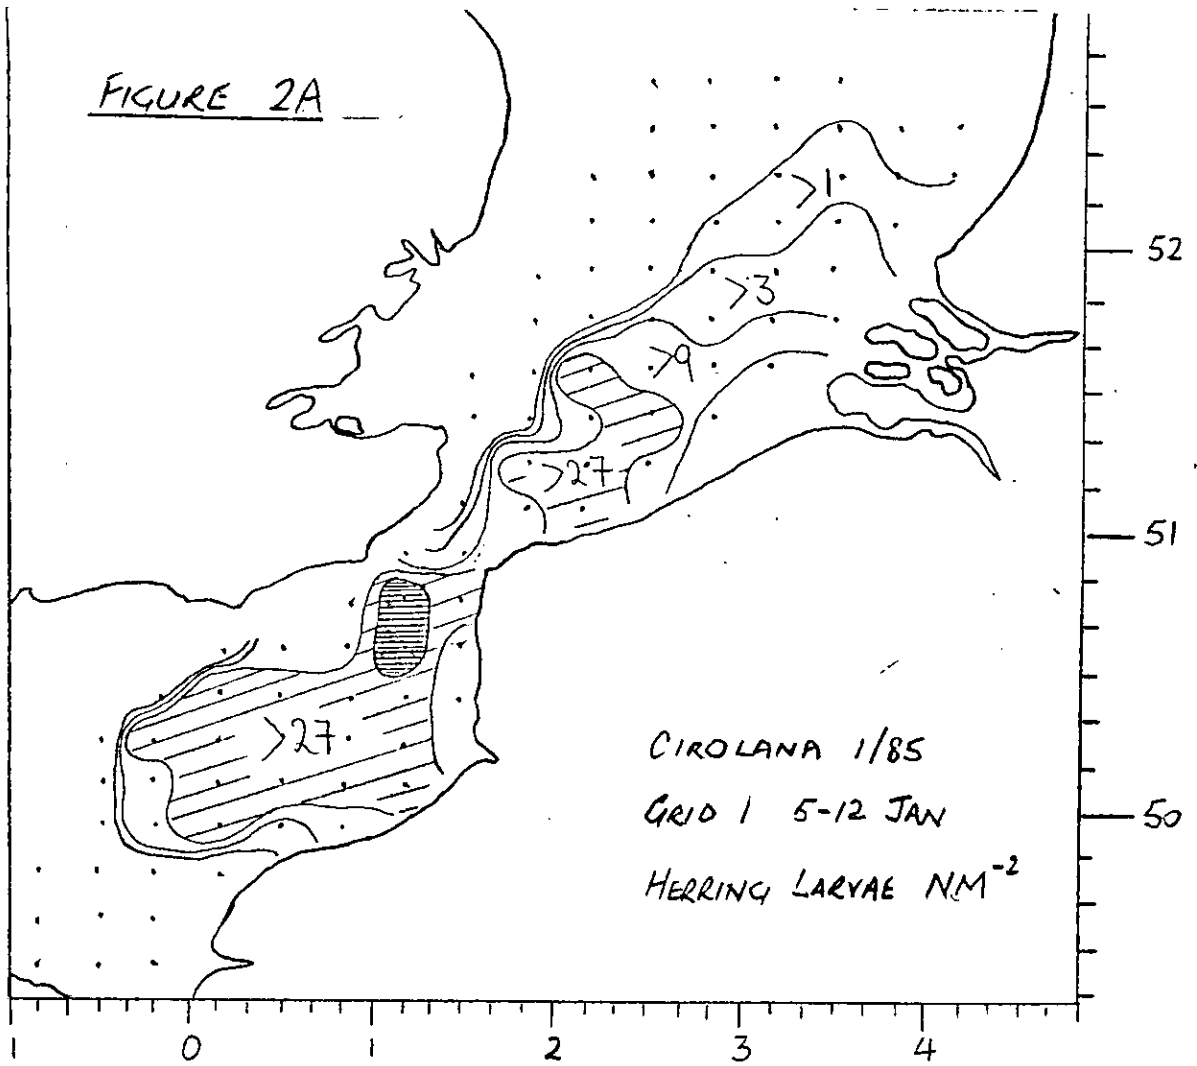 FIGURE 2A
>1
52
>3
>9
>27
51
>27
CIROLANA 1/85
GRID 1 5-12 JAN
50
HERRING LARVAE NM⁻²
1 0 1 2 3 4